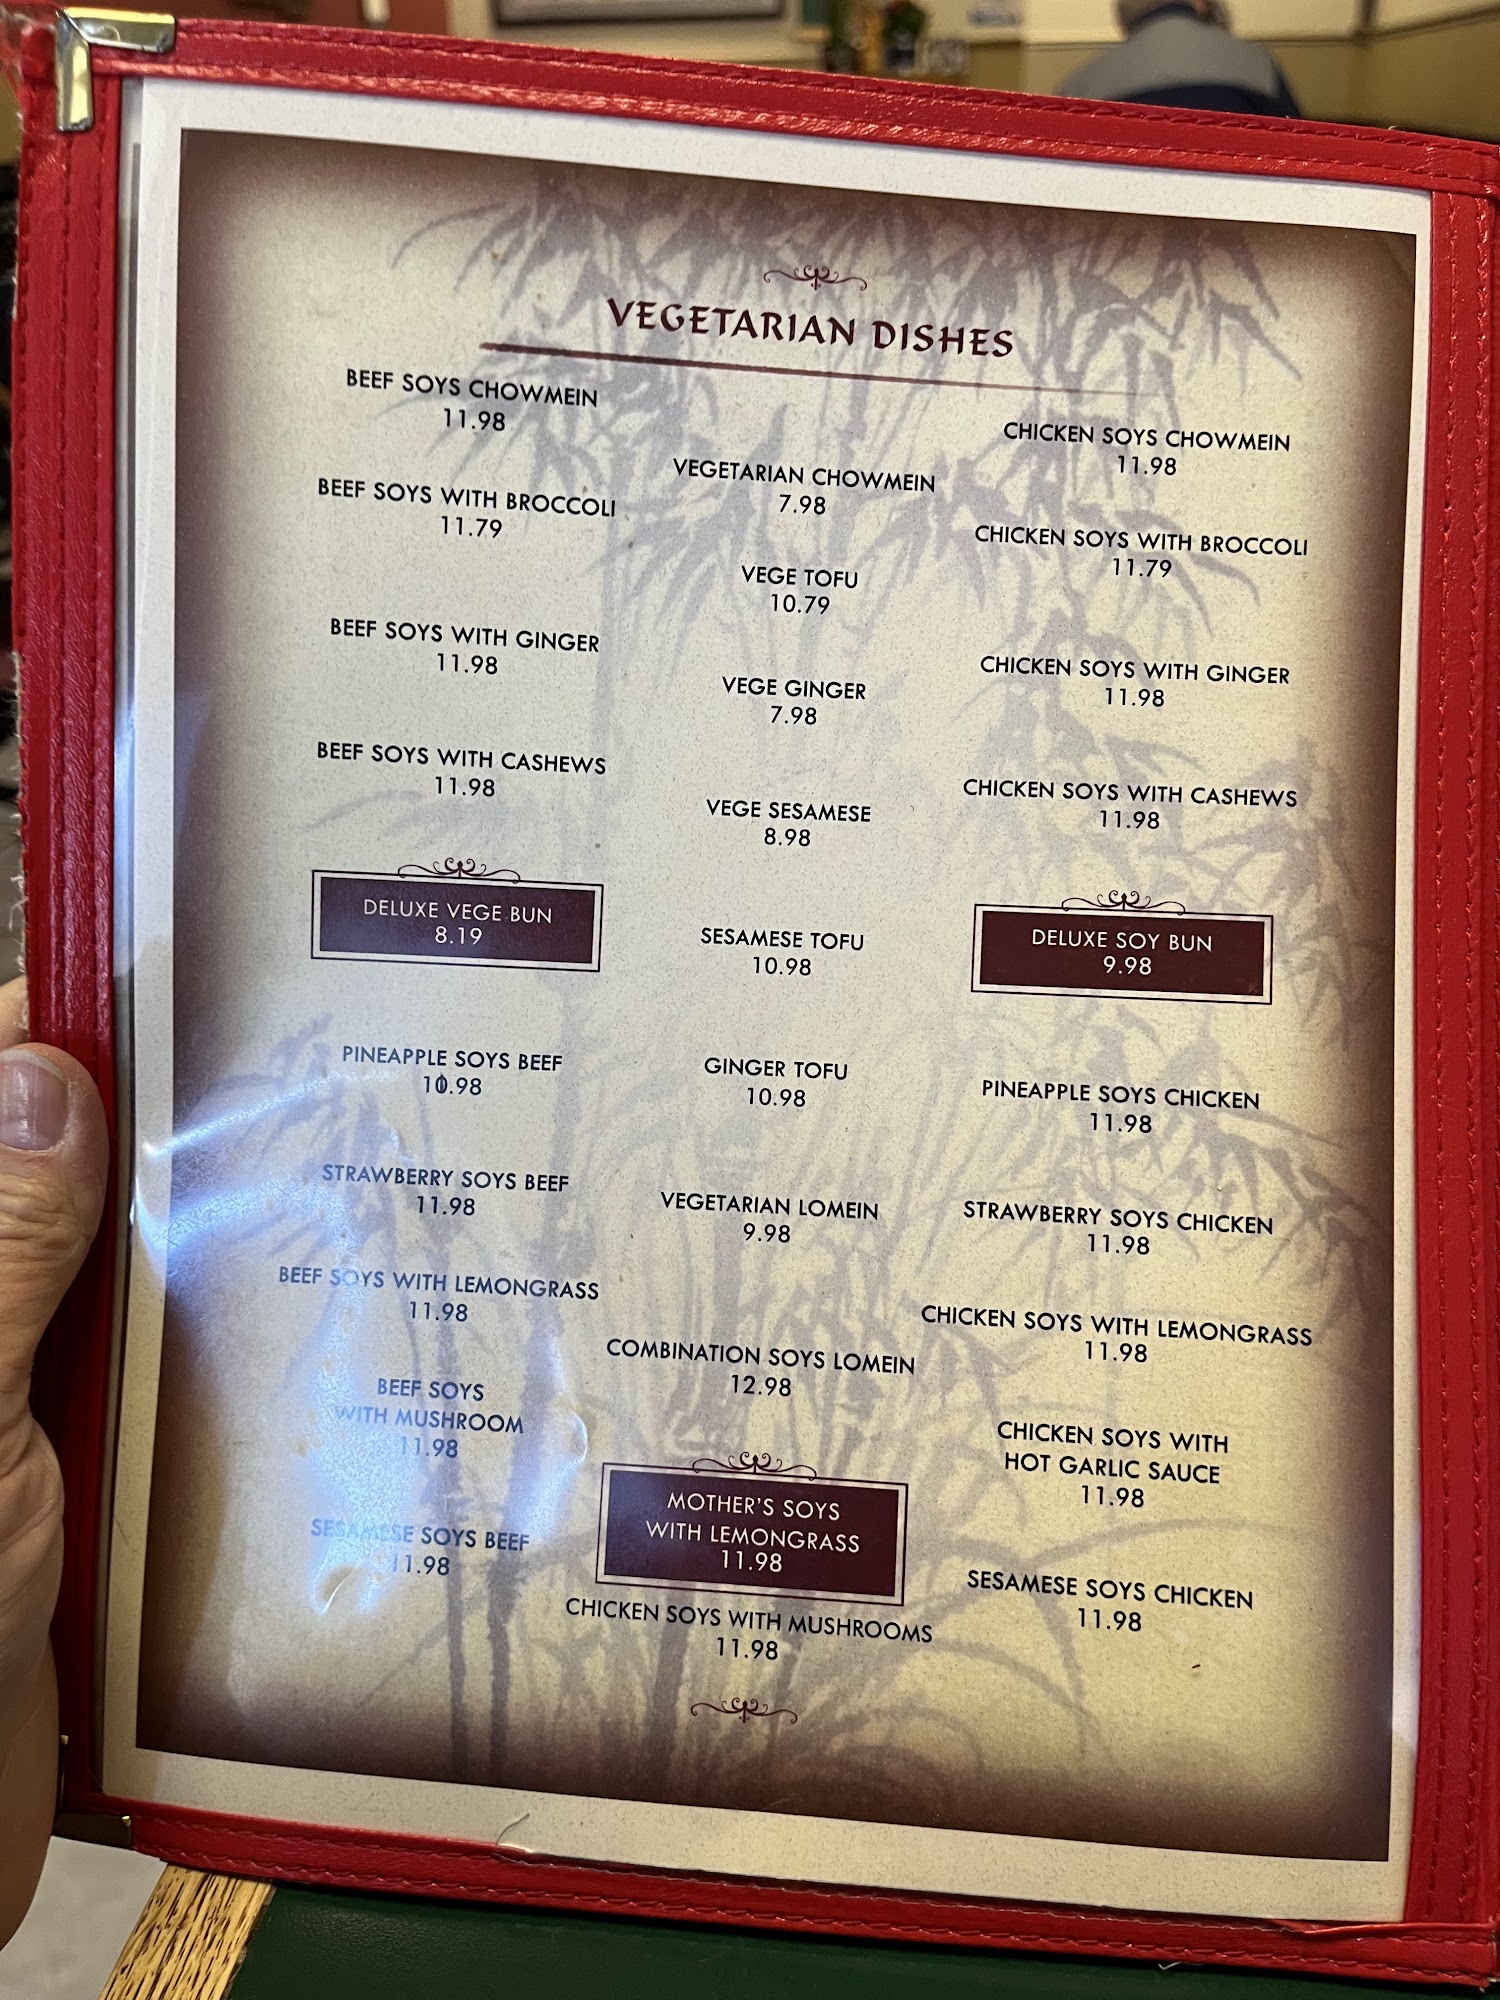 VEGETARIAN DISHES
BEEF SOYS CHOWMEIN
11.98
BEEF SOYS WITH BROCCOLI
11.79
BEEF SOYS WITH GINGER
11.98
BEEF SOYS WITH CASHEWS
11.98
DELUXE VEGE BUN
8.19
PINEAPPLE SOYS BEEF
10.98
STRAWBERRY SOYS BEEF
11.98
BEEF SOYS WITH LEMONGRASS
11.98
BEEF SOYS
WITH MUSHROOM
11.98
SESAMESE SOYS BEEF
11.98
VEGETARIAN CHOWMEIN
7.98
VEGE TOFU
10.79
VEGE GINGER
7.98
VEGE SESAMESE
8.98
SESAMESE TOFU
10.98
GINGER TOFU
10.98
VEGETARIAN LOMEIN
9.98
COMBINATION SOYS LOMEIN
12.98
MOTHER'S SOYS
WITH LEMONGRASS
11.98
CHICKEN SOYS WITH MUSHROOMS
11.98
CHICKEN SOYS CHOWMEIN
11.98
CHICKEN SOYS WITH BROCCOLI
11.79
CHICKEN SOYS WITH GINGER
11.98
CHICKEN SOYS WITH CASHEWS
11.98
DELUXE SOY BUN
9.98
PINEAPPLE SOYS CHICKEN
11.98
STRAWBERRY SOYS CHICKEN
11.98
CHICKEN SOYS WITH LEMONGRASS
11.98
CHICKEN SOYS WITH
HOT GARLIC SAUCE
11.98
SESAMESE SOYS CHICKEN
11.98